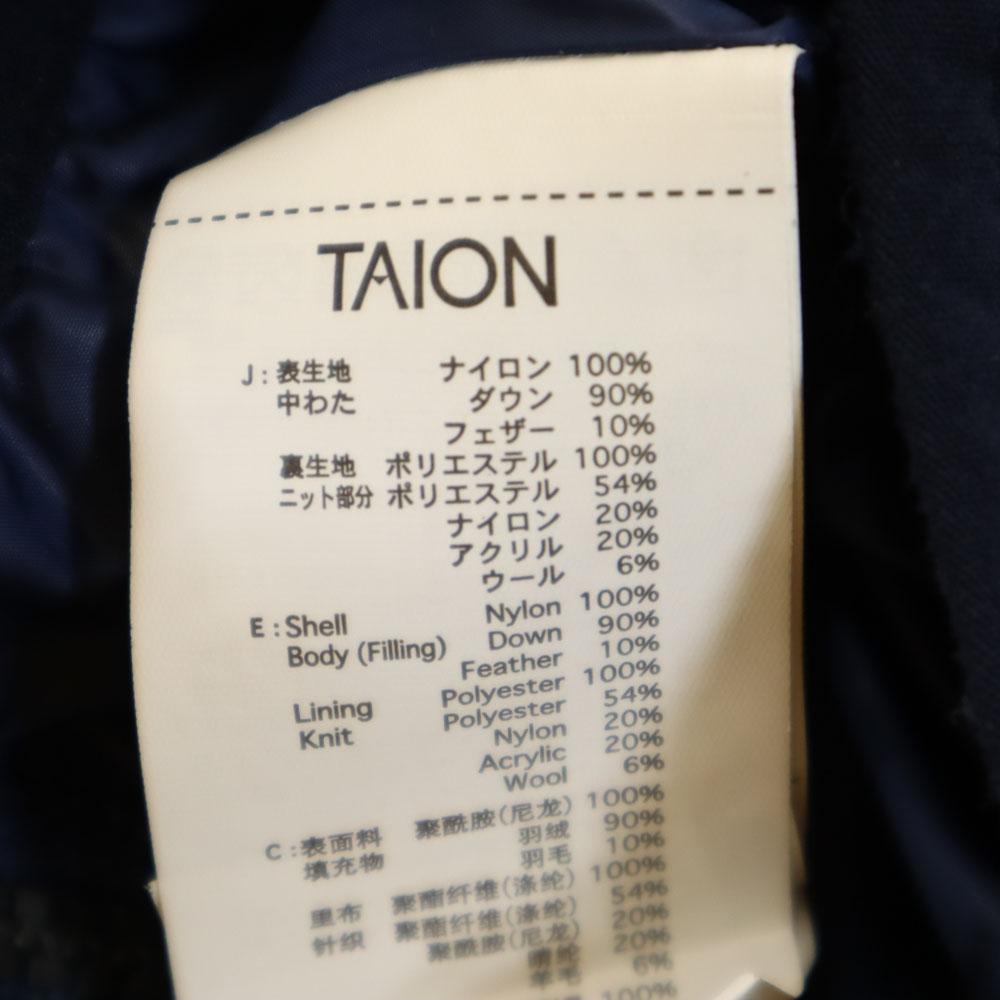 TAION
J : 表生地 ナイロン 100%
中わた ダウン 90%
フェザー 10%
裏生地 ポリエステル 100%
ニット部分 ポリエステル 54%
ナイロン 20%
アクリル 20%
ウール 6%
E : Shell Nylon 100%
Body (Filling) Down 90%
Feather 10%
Lining Polyester 100%
Knit Polyester 54%
Nylon 20%
Acrylic 20%
Wool 6%
C : 表面料 聚酰胺(尼龙) 100%
填充物 羽绒 90%
羽毛 10%
里布 聚酯纤维(涤纶) 100%
针织 聚酯纤维(涤纶) 54%
聚酰胺(尼龙) 20%
腈纶 20%
羊毛 6%
100%